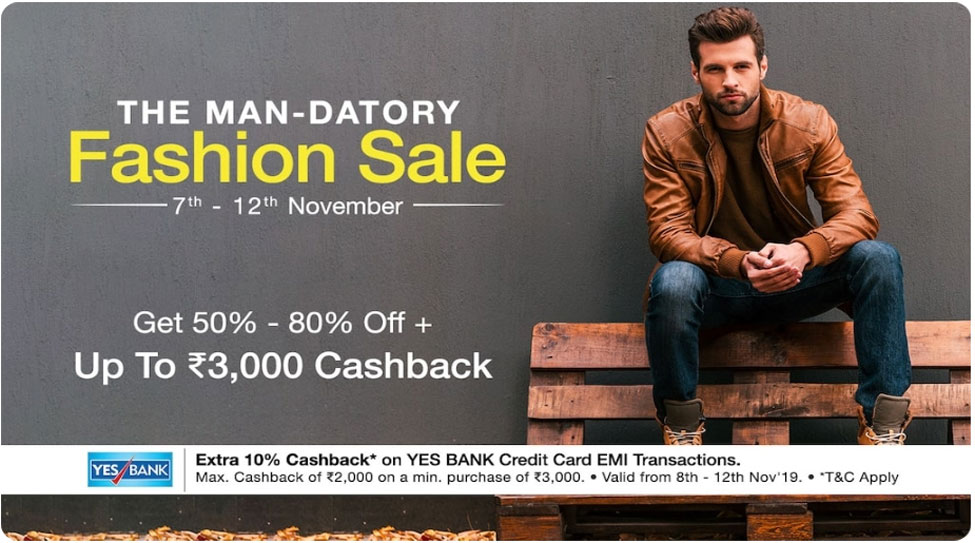 THE MAN-DATORY
Fashion Sale
7th - 12th November
Get 50% - 80% Off +
Up To ₹3,000 Cashback
YES BANK
Extra 10% Cashback* on YES BANK Credit Card EMI Transactions.
Max. Cashback of ₹2,000 on a min. purchase of ₹3,000. • Valid from 8th - 12th Nov'19. • *T&C Apply